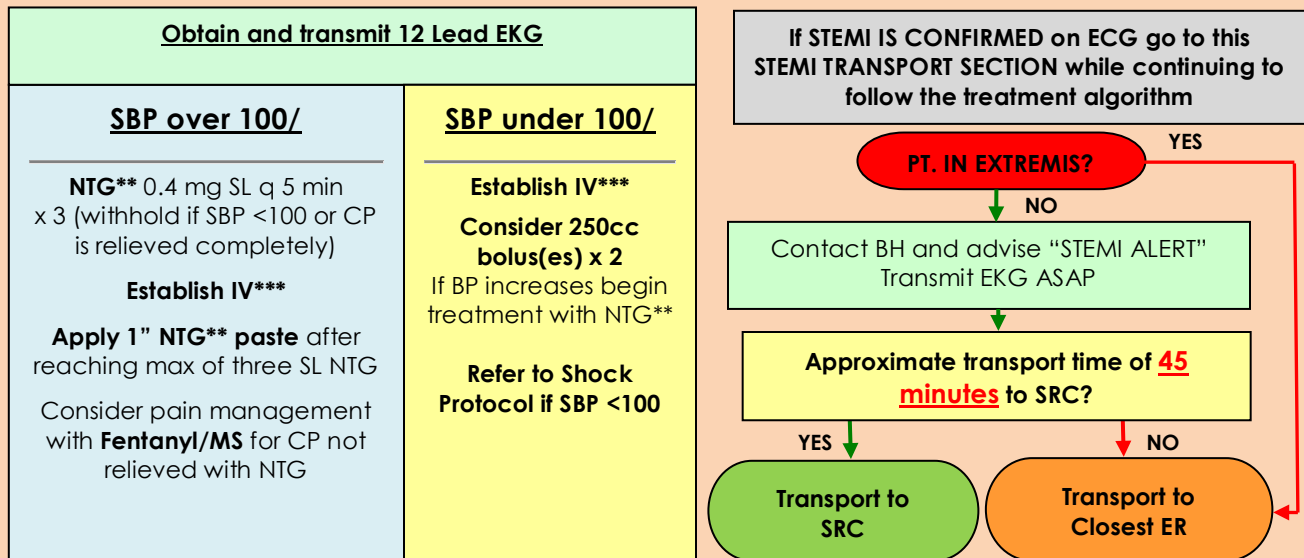 Obtain and transmit 12 Lead EKG
SBP over 100/
NTG** 0.4 mg SL q 5 min
x 3 (withhold if SBP <100 or CP
is relieved completely)
Establish IV***
Apply 1” NTG** paste after
reaching max of three SL NTG
Consider pain management
with Fentanyl/MS for CP not
relieved with NTG
SBP under 100/
Establish IV***
Consider 250cc
bolus(es) x 2
If BP increases begin
treatment with NTG**
Refer to Shock
Protocol if SBP <100
If STEMI IS CONFIRMED on ECG go to this
STEMI TRANSPORT SECTION while continuing to
follow the treatment algorithm
PT. IN EXTREMIS?
YES
NO
Contact BH and advise “STEMI ALERT”
Transmit EKG ASAP
Approximate transport time of 45
minutes to SRC?
YES
NO
Transport to
SRC
Transport to
Closest ER